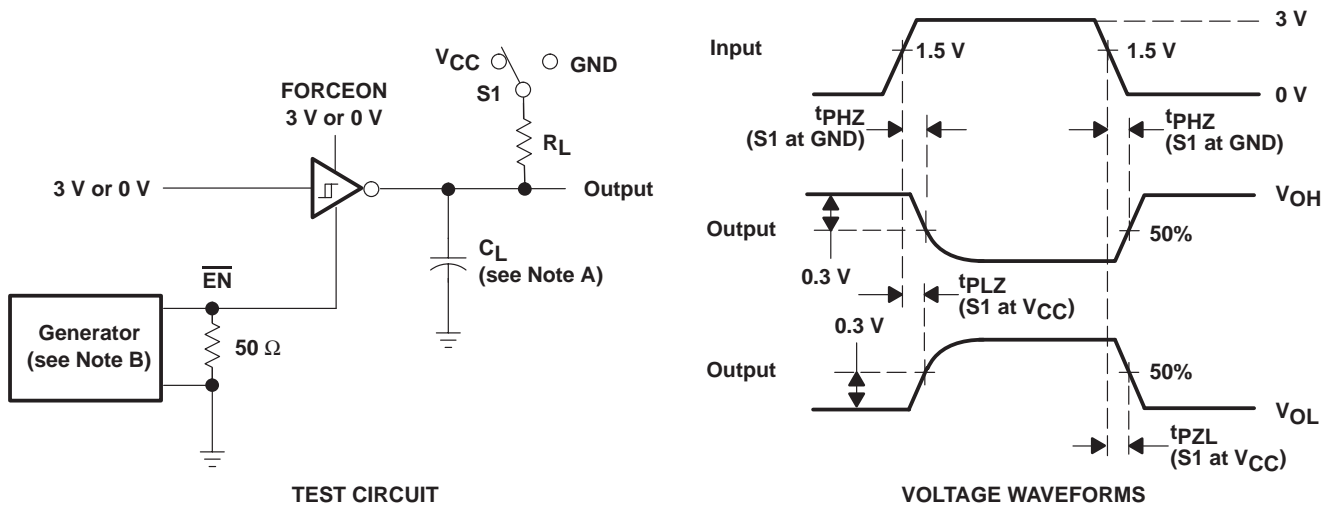 VCC
GND
S1
FORCEON
3 V or 0 V
RL
3 V or 0 V
Output
CL
(see Note A)
EN
Generator
(see Note B)
50 Ω
TEST CIRCUIT
3 V
Input
1.5 V
1.5 V
0 V
tPHZ
(S1 at GND)
tPHZ
(S1 at GND)
VOH
Output
50%
0.3 V
tPLZ
(S1 at VCC)
0.3 V
Output
50%
VOL
tPZL
(S1 at VCC)
VOLTAGE WAVEFORMS